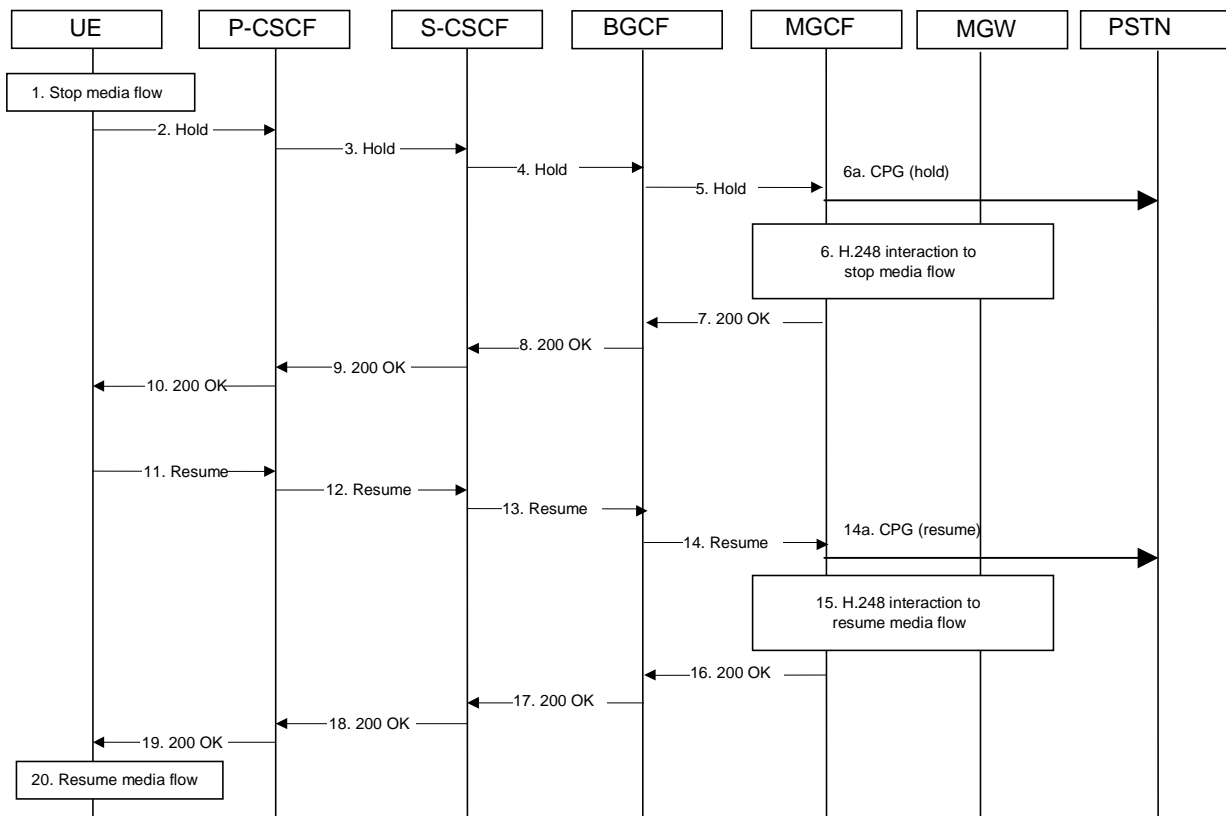 UE
P-CSCF
S-CSCF
BGCF
MGCF
MGW
PSTN
1. Stop media flow
2. Hold
3. Hold
4. Hold
5. Hold
6a. CPG (hold)
6. H.248 interaction to
stop media flow
7. 200 OK
8. 200 OK
9. 200 OK
10. 200 OK
11. Resume
12. Resume
13. Resume
14. Resume
14a. CPG (resume)
15. H.248 interaction to
resume media flow
16. 200 OK
17. 200 OK
18. 200 OK
19. 200 OK
20. Resume media flow